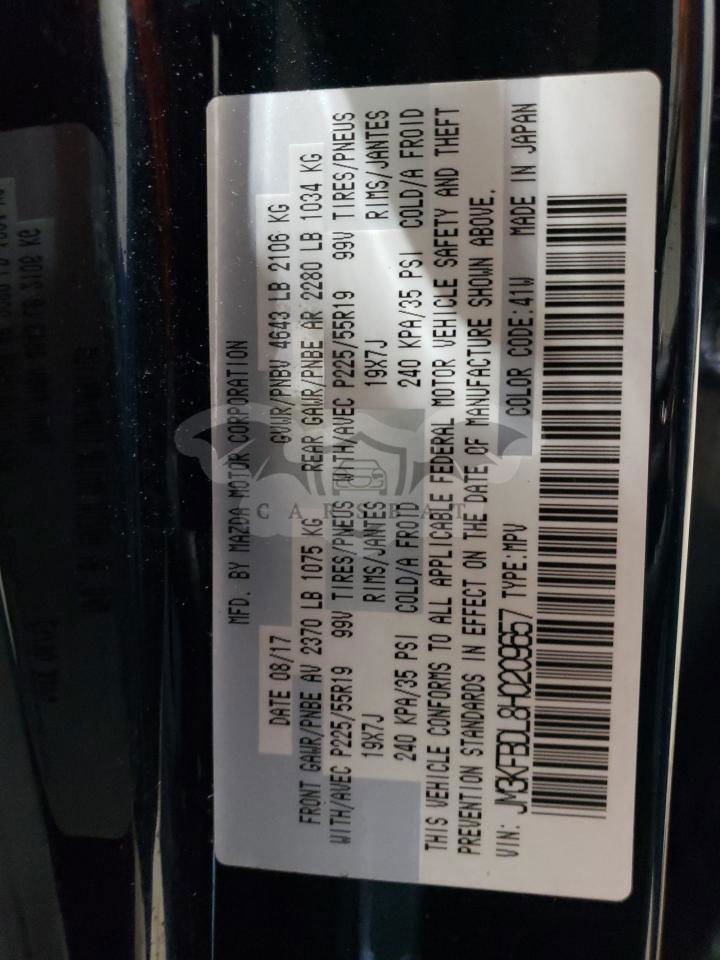 MFD. BY MAZDA MOTOR CORPORATION
DATE 08/17 GVWR/PNBV 4643 LB 2106 KG
FRONT GAWR/PNBE AV 2370 LB 1075 KG REAR GAWR/PNBE AR 2280 LB 1034 KG
WITH/AVEC P225/55R19 99V TIRES/PNEUS WITH/AVEC P225/55R19 99V TIRES/PNEUS
19X7J RIMS/JANTES 19X7J RIMS/JANTES
240 KPA/35 PSI COLD/A FROID 240 KPA/35 PSI COLD/A FROID
THIS VEHICLE CONFORMS TO ALL APPLICABLE FEDERAL MOTOR VEHICLE SAFETY AND THEFT
PREVENTION STANDARDS IN EFFECT ON THE DATE OF MANUFACTURE SHOWN ABOVE.
VIN: JM3KFBDL8H0209657 TYPE:MPV COLOR CODE:41W MADE IN JAPAN
CARSBAT